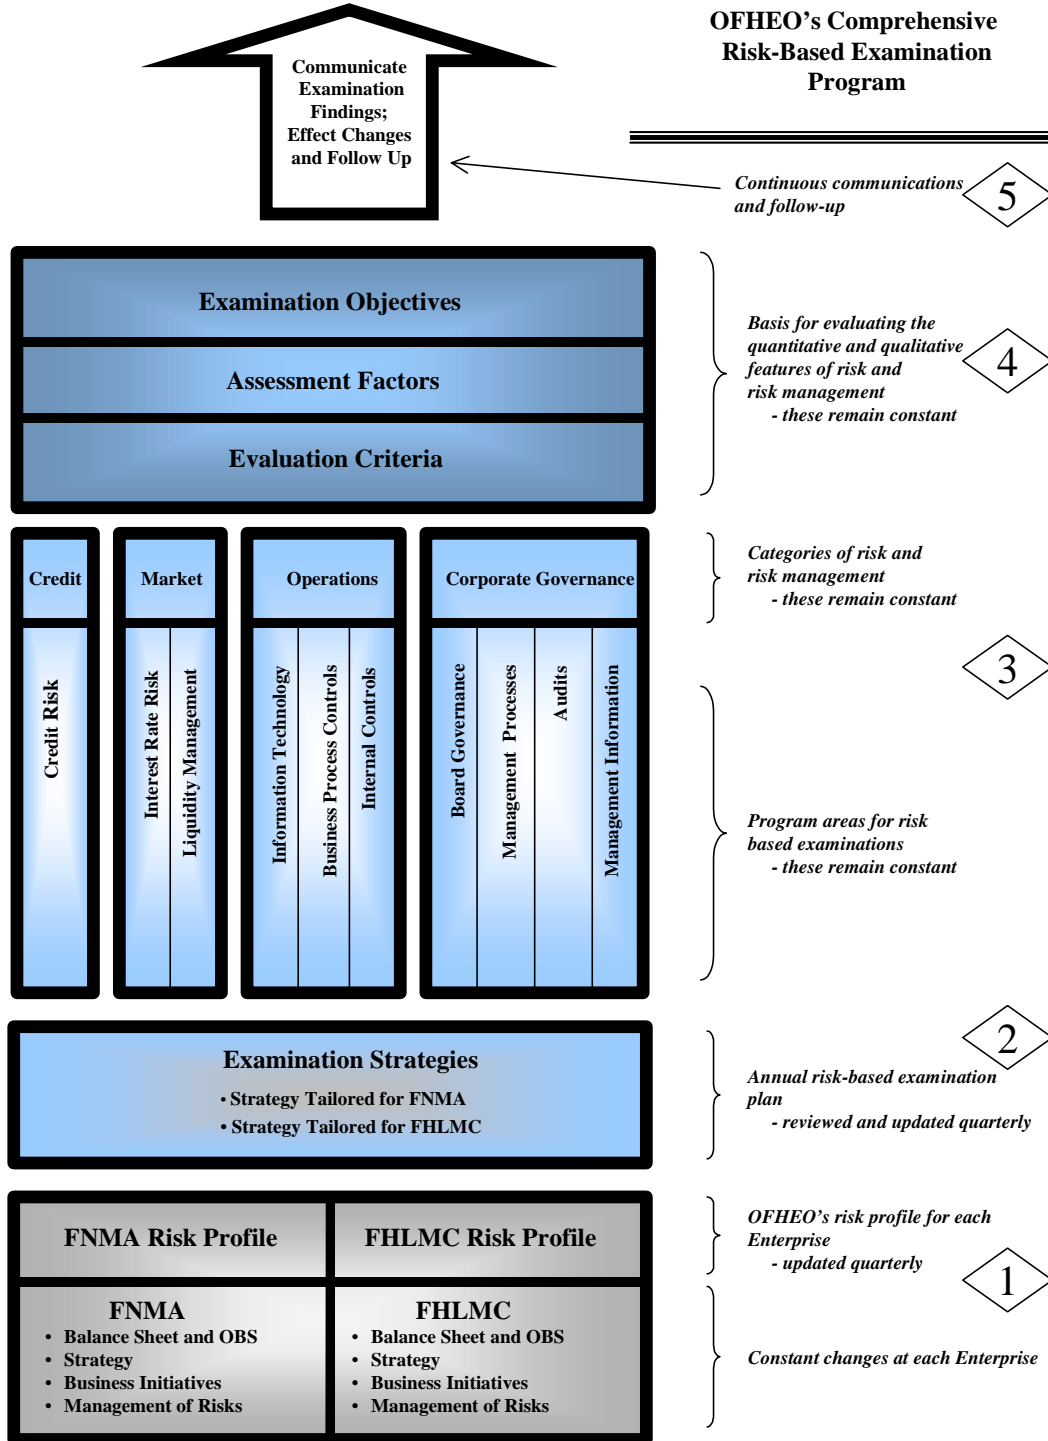 OFHEO’s Comprehensive
Risk-Based Examination
Program
Communicate
Examination
Findings;
Effect Changes
and Follow Up
Continuous communications
and follow-up
5
Examination Objectives
Assessment Factors
Evaluation Criteria
Basis for evaluating the
quantitative and qualitative
features of risk and
risk management
- these remain constant
4
Credit
Market
Operations
Corporate Governance
Categories of risk and
risk management
- these remain constant
3
Credit Risk
Interest Rate Risk
Liquidity Management
Information Technology
Business Process Controls
Internal Controls
Board Governance
Management Processes
Audits
Management Information
Program areas for risk
based examinations
- these remain constant
Examination Strategies
• Strategy Tailored for FNMA
• Strategy Tailored for FHLMC
2
Annual risk-based examination
plan
- reviewed and updated quarterly
FNMA Risk Profile
FHLMC Risk Profile
OFHEO’s risk profile for each
Enterprise
- updated quarterly
1
FNMA
• Balance Sheet and OBS
• Strategy
• Business Initiatives
• Management of Risks
FHLMC
• Balance Sheet and OBS
• Strategy
• Business Initiatives
• Management of Risks
Constant changes at each Enterprise